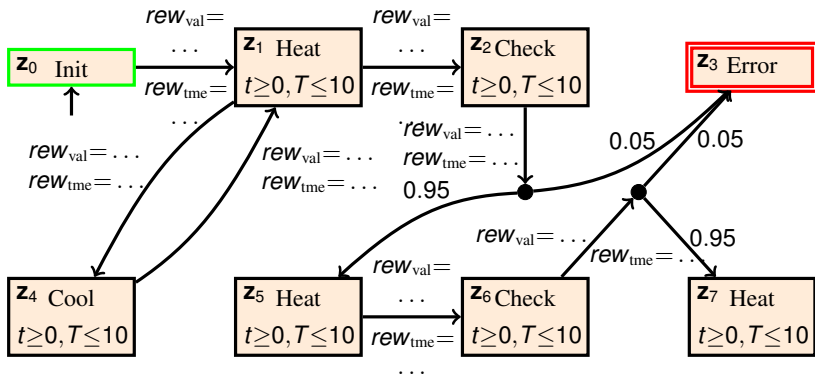 rew_val= ...
rew_tme= ...
z_0 Init
z_1 Heat
t≥0, T≤10
rew_val= ...
rew_tme= ...
z_2 Check
t≥0, T≤10
z_3 Error
rew_val= ...
rew_tme= ...
rew_val= ...
rew_tme= ...
rew_val= ...
rew_tme= ...
0.05
0.05
0.95
0.95
rew_val= ...
rew_tme= ...
z_4 Cool
t≥0, T≤10
z_5 Heat
t≥0, T≤10
rew_val= ...
rew_tme= ...
z_6 Check
t≥0, T≤10
z_7 Heat
t≥0, T≤10